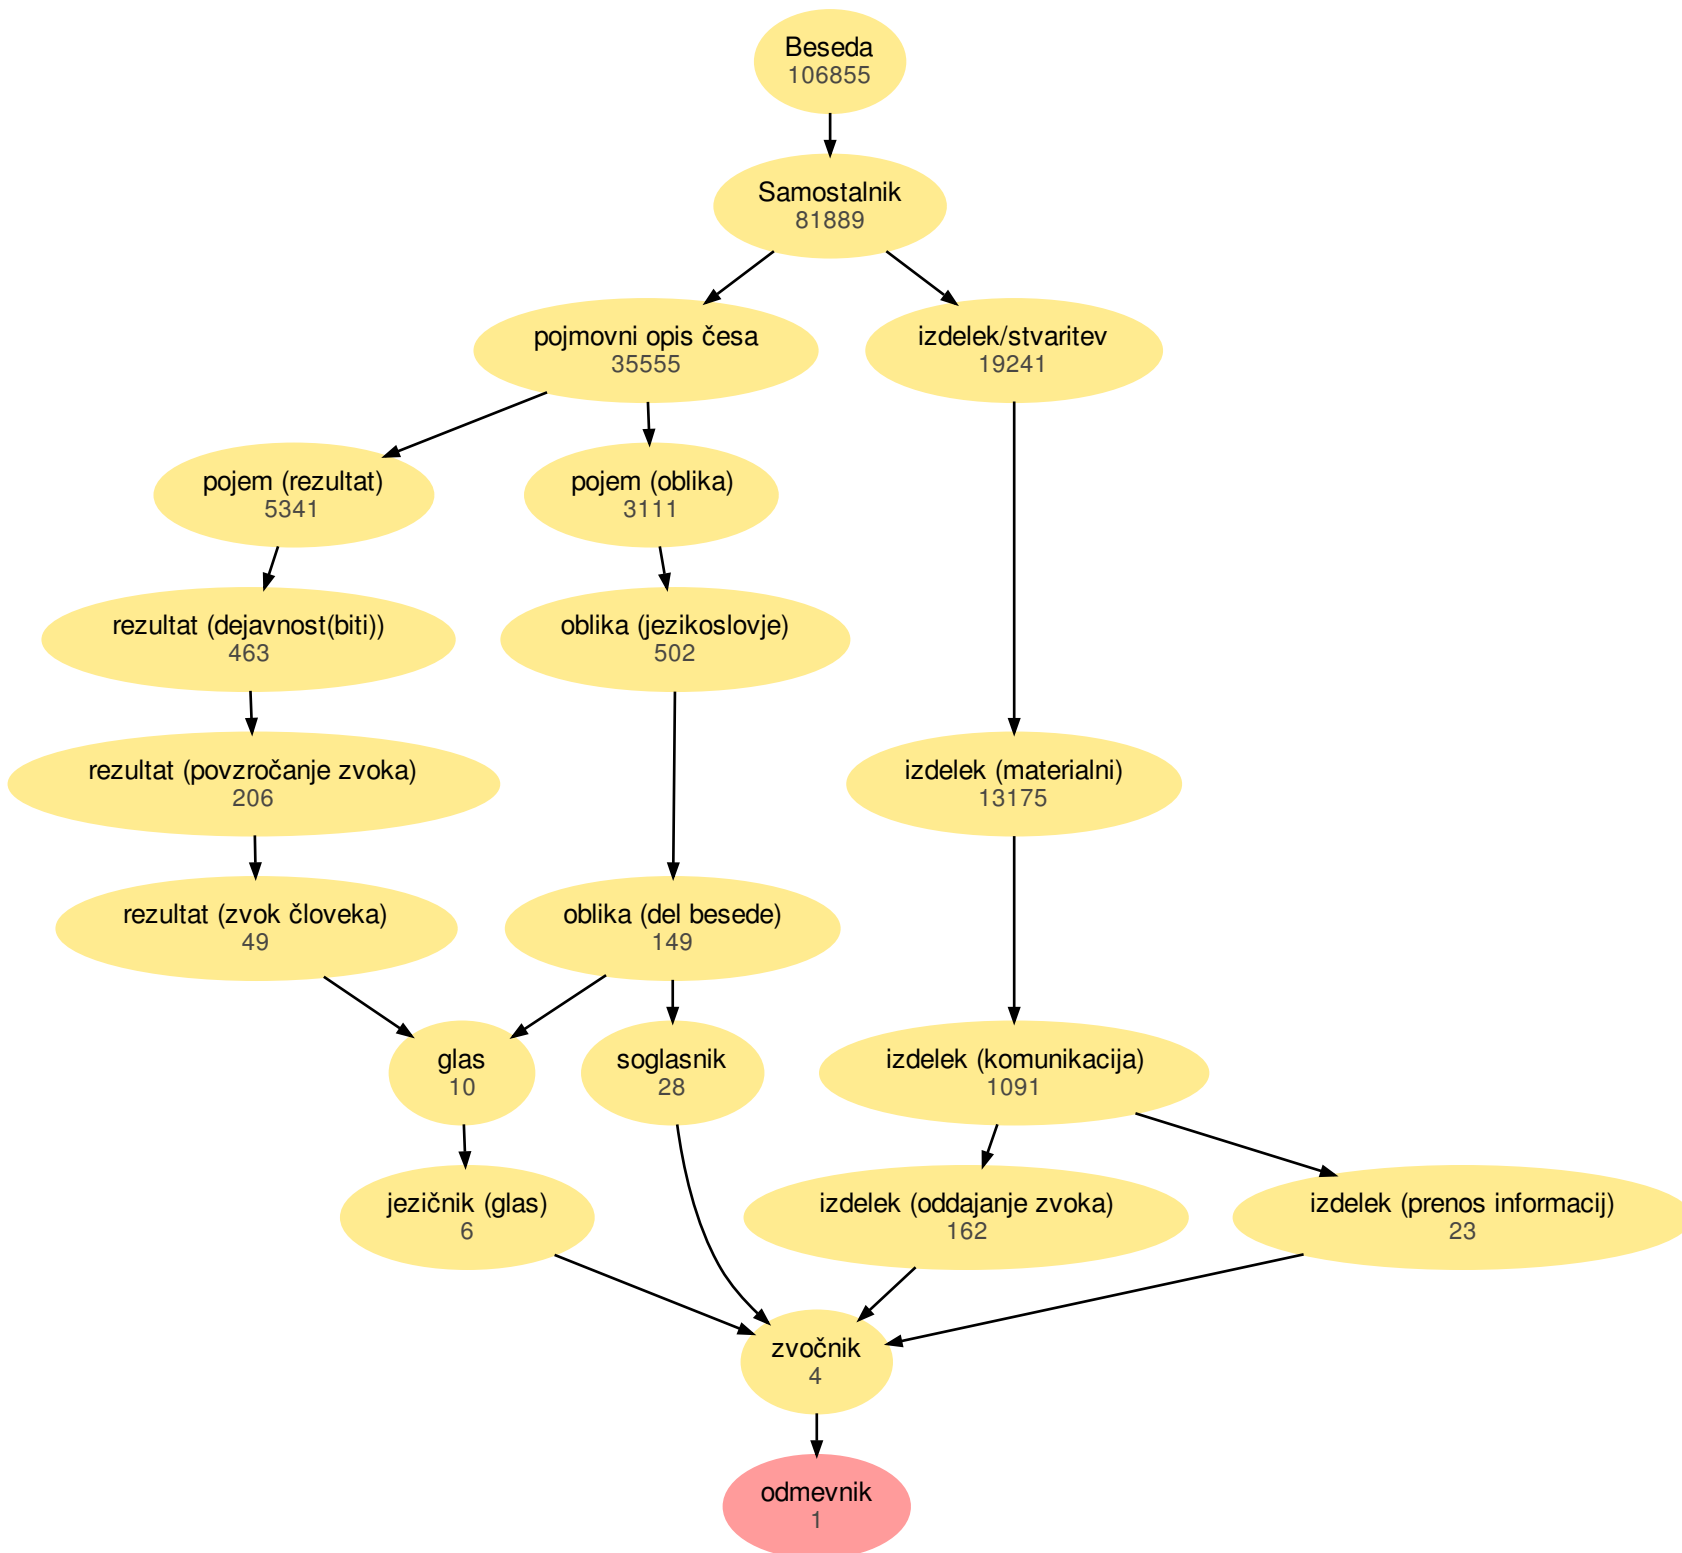 Beseda
106855
Samostalnik
81889
pojmovni opis česa
35555
izdelek/stvaritev
19241
pojem (rezultat)
5341
pojem (oblika)
3111
rezultat (dejavnost(biti))
463
oblika (jezikoslovje)
502
rezultat (povzročanje zvoka)
206
izdelek (materialni)
13175
rezultat (zvok človeka)
49
oblika (del besede)
149
glas
10
soglasnik
28
izdelek (komunikacija)
1091
jezičnik (glas)
6
izdelek (oddajanje zvoka)
162
izdelek (prenos informacij)
23
zvočnik
4
odmevnik
1